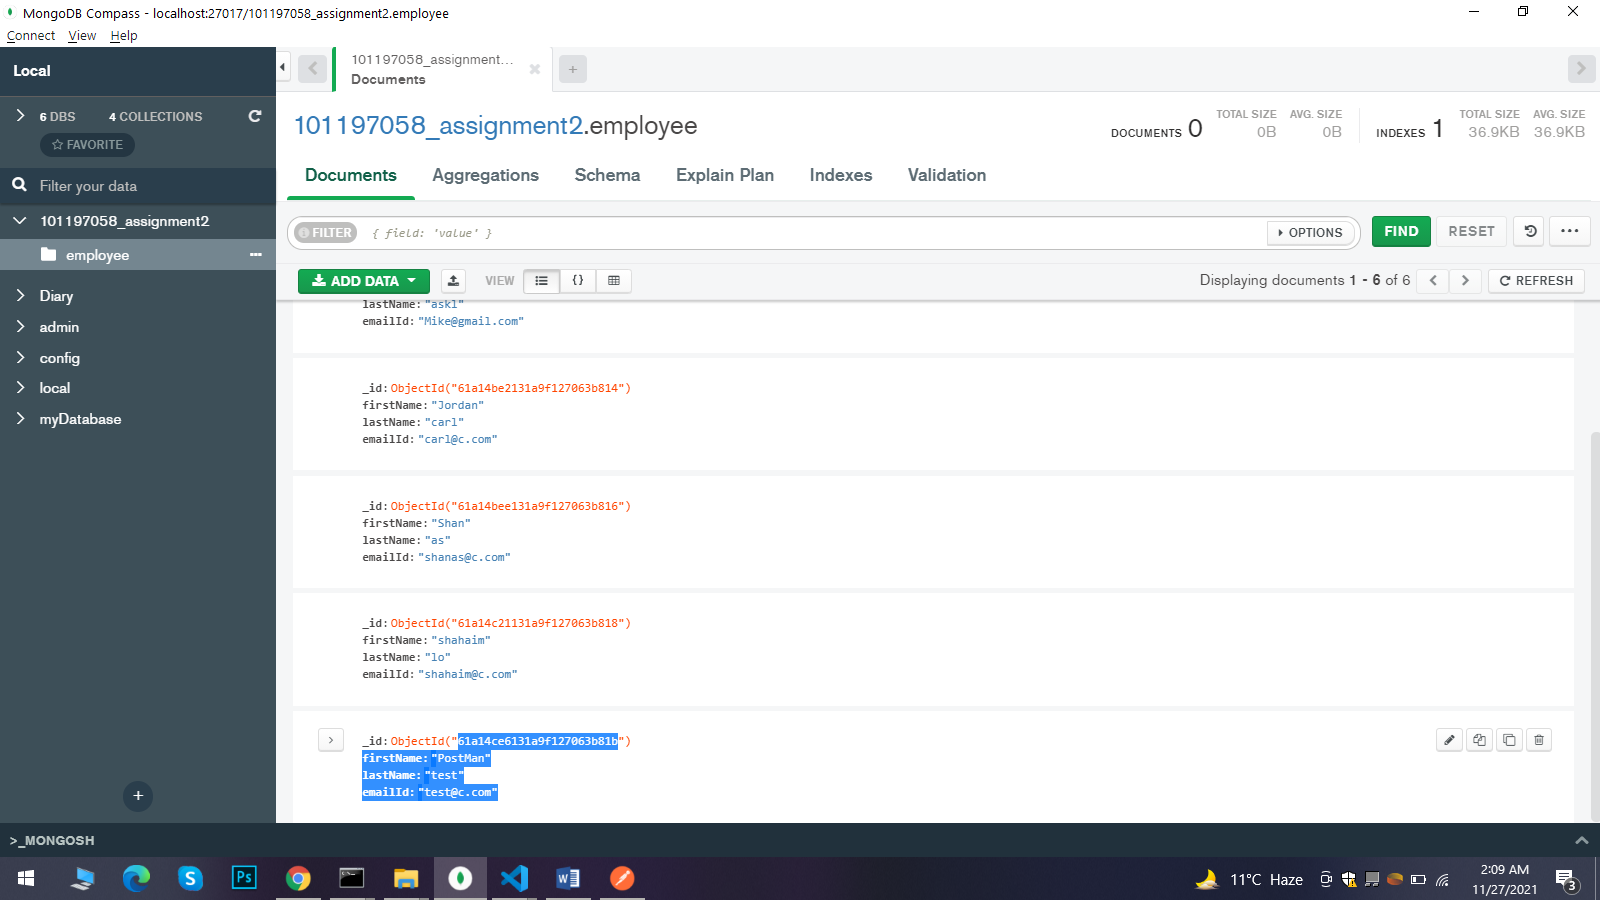 MongoDB Compass - localhost:27017/101197058_assignment2.employee
Connect View Help
Local
101197058_assignment...
Documents
6 DBS 4 COLLECTIONS
FAVORITE
Filter your data
101197058_assignment2
employee
Diary
admin
config
local
myDatabase
101197058_assignment2.employee
DOCUMENTS 0
TOTAL SIZE
0B
AVG. SIZE
0B
INDEXES 1
TOTAL SIZE
36.9KB
AVG. SIZE
36.9KB
Documents Aggregations Schema Explain Plan Indexes Validation
FILTER { field: 'value' } OPTIONS FIND RESET
ADD DATA VIEW {} Displaying documents 1 - 6 of 6 REFRESH
lastName: "askl"
emailId: "Mike@gmail.com"
_id: ObjectId("61a14be2131a9f127063b814")
firstName: "Jordan"
lastName: "carl"
emailId: "carl@c.com"
_id: ObjectId("61a14bee131a9f127063b816")
firstName: "Shan"
lastName: "as"
emailId: "shanas@c.com"
_id: ObjectId("61a14c21131a9f127063b818")
firstName: "shahaim"
lastName: "lo"
emailId: "shahaim@c.com"
_id: ObjectId("61a14ce6131a9f127063b81b")
firstName: "PostMan"
lastName: "test"
emailId: "test@c.com"
>_MONGOSH
Ps
11°C Haze
2:09 AM
11/27/2021
3